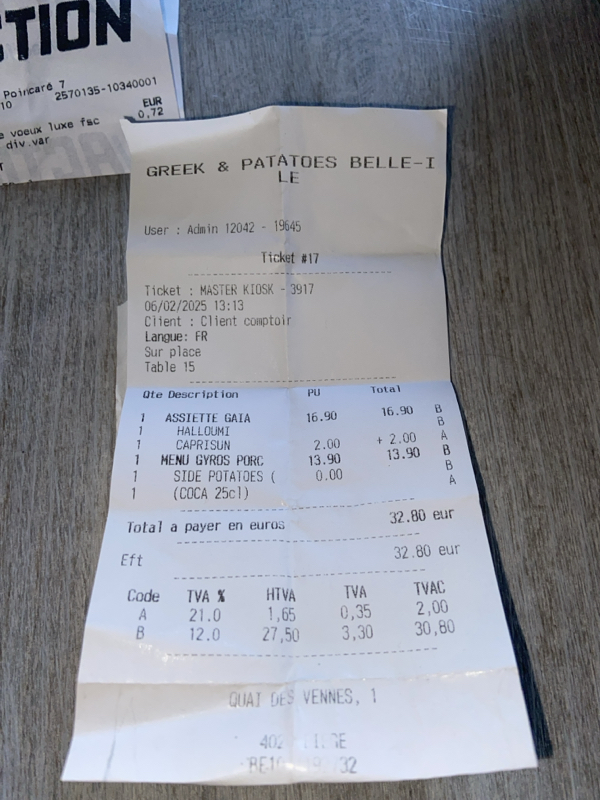 CTION
Poincaré 7
10 2570135-10340001
EUR
0,72
e voeux luxe fsc
div.var
GREEK & PATATOES BELLE-I
LE
User : Admin 12042 - 19645
Ticket #17
Ticket : MASTER KIOSK - 3917
06/02/2025 13:13
Client : Client comptoir
Langue: FR
Sur place
Table 15
Qte Description PU Total
1 ASSIETTE GAIA 16.90 16.90 B
1 HALLOUMI B
1 CAPRISUN 2.00 + 2.00 A
1 MENU GYROS PORC 13.90 13.90 B
1 SIDE POTATOES ( 0.00 B
1 (COCA 25cl) A
Total a payer en euros 32.80 eur
Eft 32.80 eur
Code TVA % HTVA TVA TVAC
A 21.0 1,65 0,35 2,00
B 12.0 27,50 3,30 30,80
QUAI DES VENNES, 1